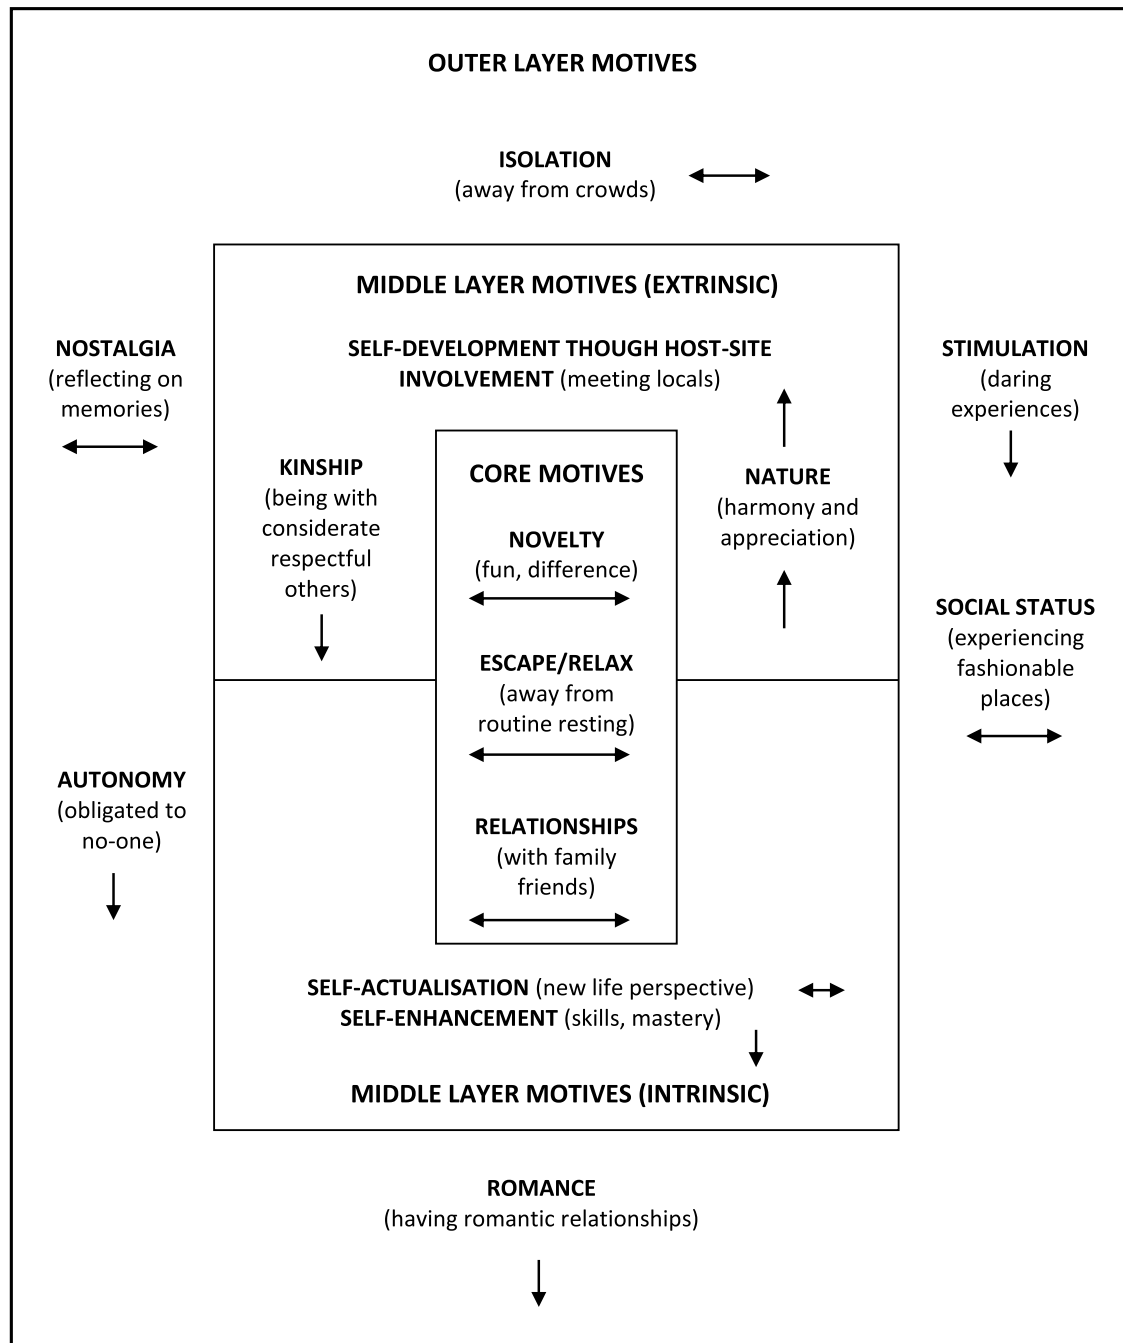 OUTER LAYER MOTIVES
ISOLATION
(away from crowds)
MIDDLE LAYER MOTIVES (EXTRINSIC)
NOSTALGIA
(reflecting on
memories)
SELF-DEVELOPMENT THOUGH HOST-SITE
INVOLVEMENT (meeting locals)
STIMULATION
(daring
experiences)
KINSHIP
(being with
considerate
respectful
others)
CORE MOTIVES
NOVELTY
(fun, difference)
ESCAPE/RELAX
(away from
routine resting)
RELATIONSHIPS
(with family
friends)
NATURE
(harmony and
appreciation)
SOCIAL STATUS
(experiencing
fashionable
places)
AUTONOMY
(obligated to
no-one)
SELF-ACTUALISATION (new life perspective)
SELF-ENHANCEMENT (skills, mastery)
MIDDLE LAYER MOTIVES (INTRINSIC)
ROMANCE
(having romantic relationships)